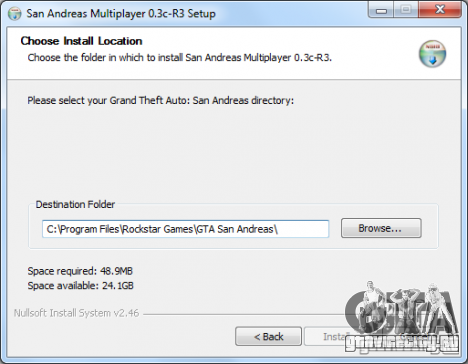 San Andreas Multiplayer 0.3c-R3 Setup
Choose Install Location
Choose the folder in which to install San Andreas Multiplayer 0.3c-R3.
Please select your Grand Theft Auto: San Andreas directory:
Destination Folder
C:\Program Files\Rockstar Games\GTA San Andreas\
Browse...
Space required: 48.9MB
Space available: 24.1GB
Nullsoft Install System v2.46
< Back
Install
GTA